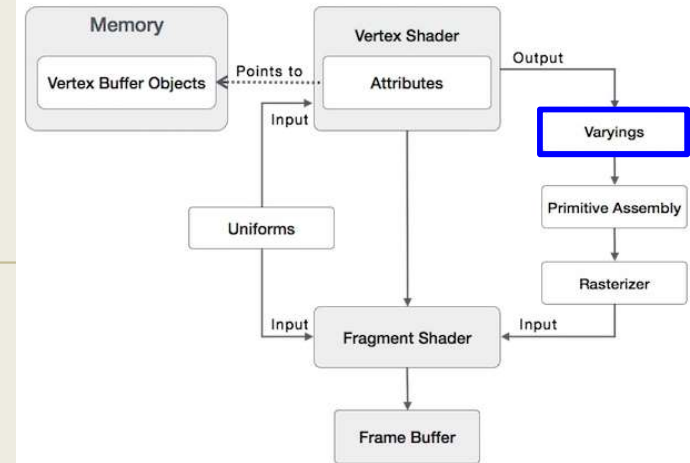 Memory
Vertex Buffer Objects
Points to
Vertex Shader
Attributes
Output
Input
Varyings
Uniforms
Primitive Assembly
Rasterizer
Input
Fragment Shader
Input
Frame Buffer